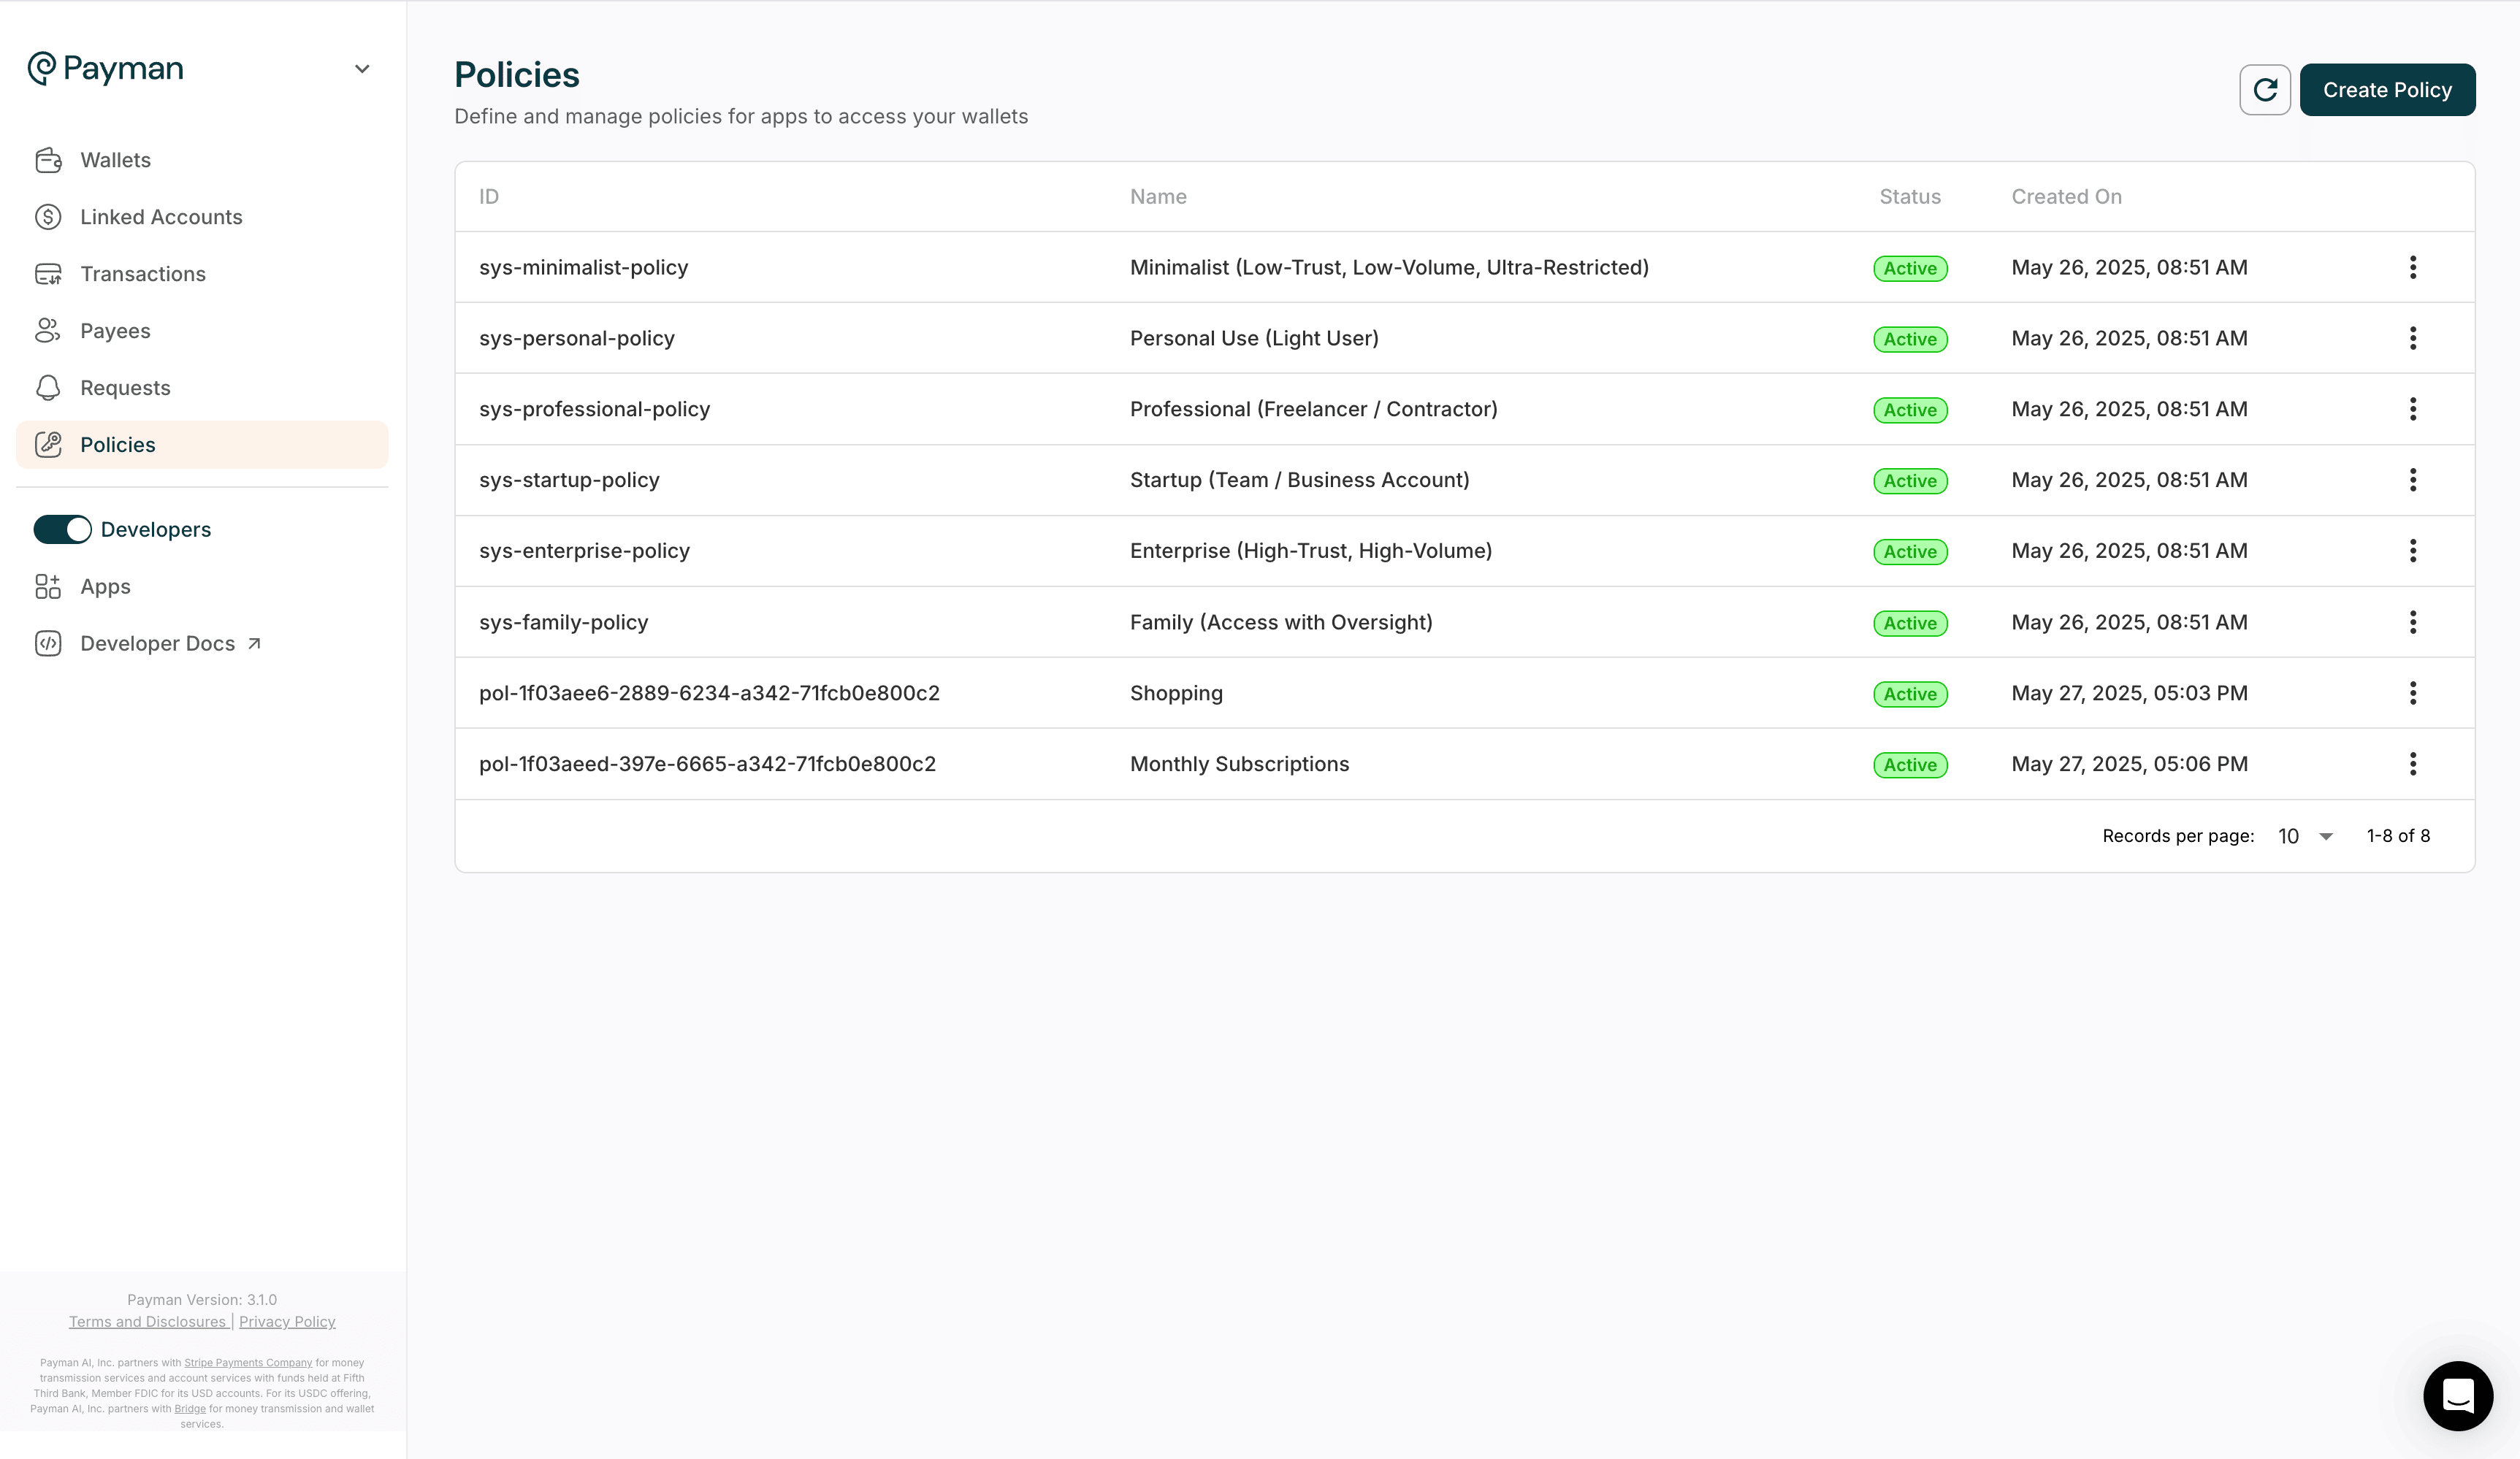 Payman
Wallets
Linked Accounts
Transactions
Payees
Requests
Policies
Developers
Apps
Developer Docs
Payman Version: 3.1.0
Terms and Disclosures | Privacy Policy
Payman AI, Inc. partners with Stripe Payments Company for money
transmission services and account services with funds held at Fifth
Third Bank, Member FDIC for its USD accounts. For its USDC offering,
Payman AI, Inc. partners with Bridge for money transmission and wallet
services.
Policies
Define and manage policies for apps to access your wallets
Create Policy
ID Name Status Created On
sys-minimalist-policy Minimalist (Low-Trust, Low-Volume, Ultra-Restricted) Active May 26, 2025, 08:51 AM
sys-personal-policy Personal Use (Light User) Active May 26, 2025, 08:51 AM
sys-professional-policy Professional (Freelancer / Contractor) Active May 26, 2025, 08:51 AM
sys-startup-policy Startup (Team / Business Account) Active May 26, 2025, 08:51 AM
sys-enterprise-policy Enterprise (High-Trust, High-Volume) Active May 26, 2025, 08:51 AM
sys-family-policy Family (Access with Oversight) Active May 26, 2025, 08:51 AM
pol-1f03aee6-2889-6234-a342-71fcb0e800c2 Shopping Active May 27, 2025, 05:03 PM
pol-1f03aeed-397e-6665-a342-71fcb0e800c2 Monthly Subscriptions Active May 27, 2025, 05:06 PM
Records per page: 10 1-8 of 8